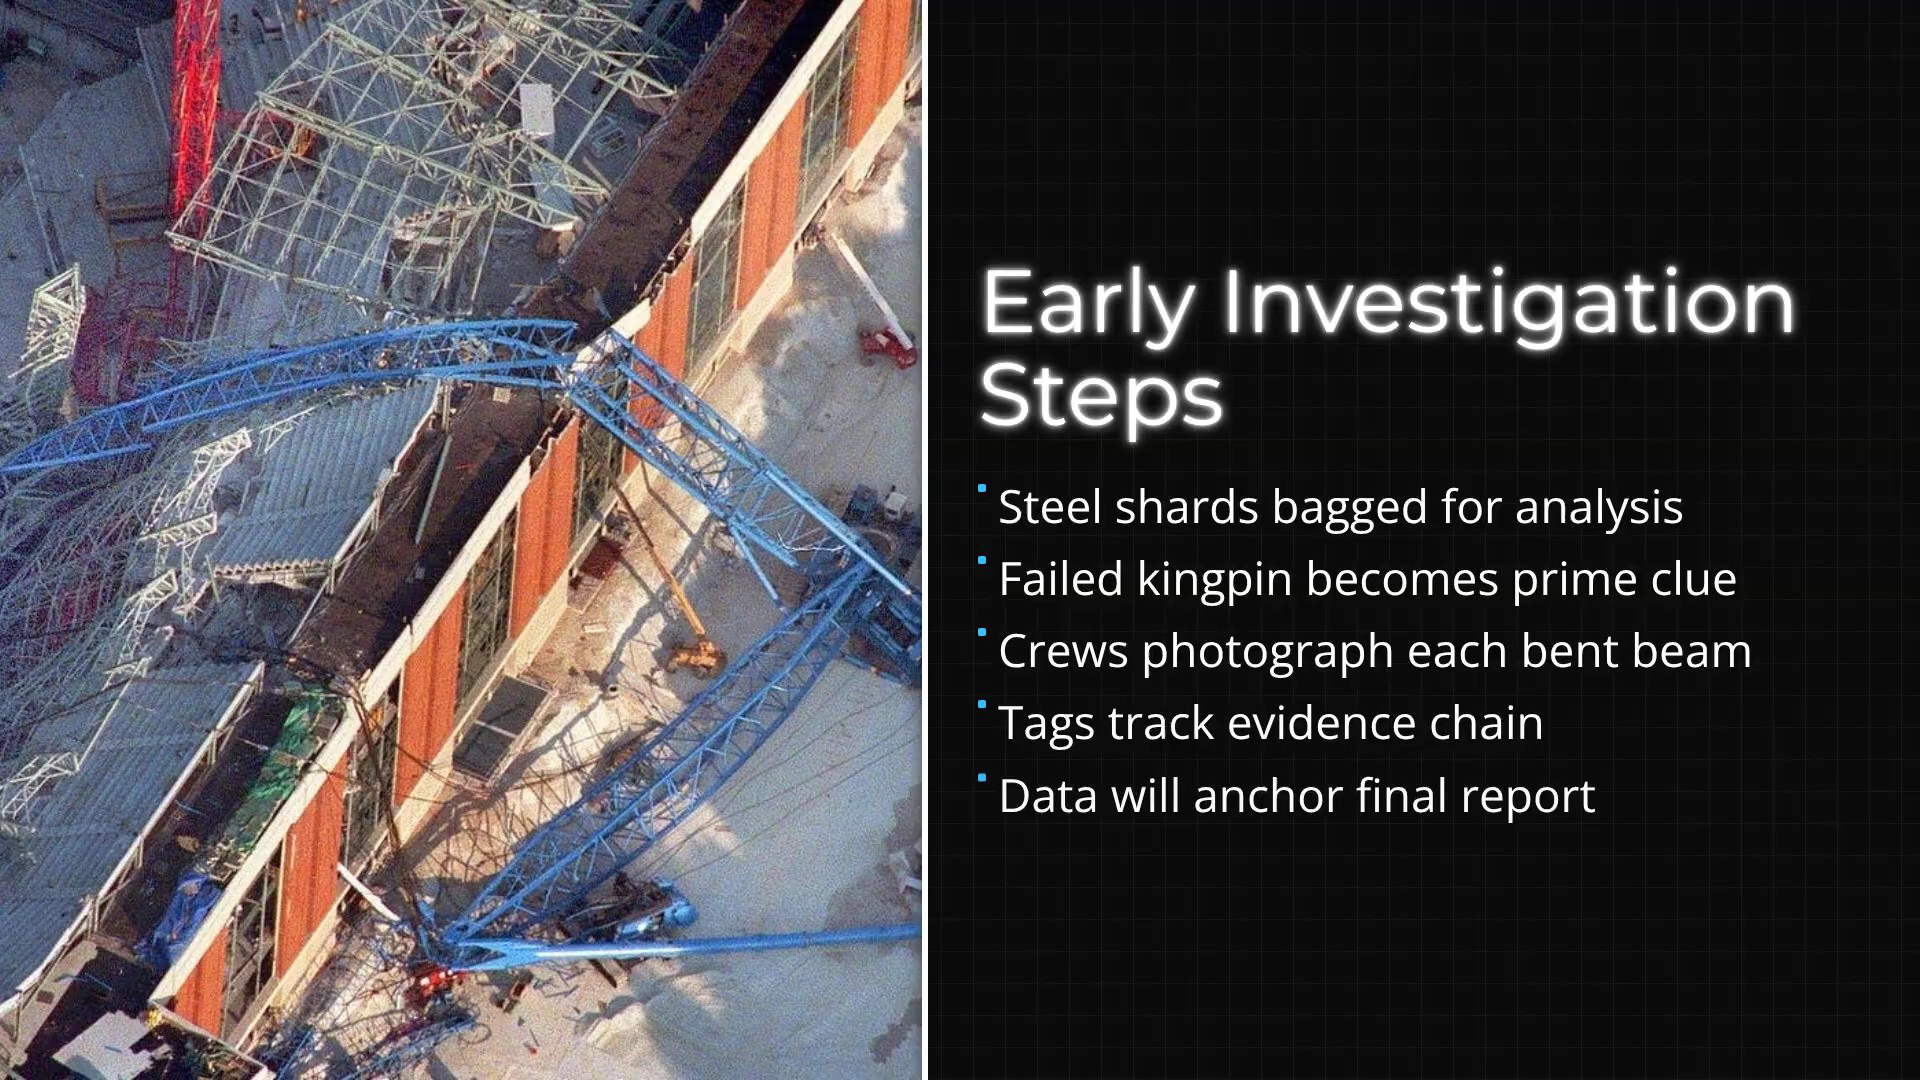 Early Investigation
Steps
Steel shards bagged for analysis
Failed kingpin becomes prime clue
Crews photograph each bent beam
Tags track evidence chain
Data will anchor final report